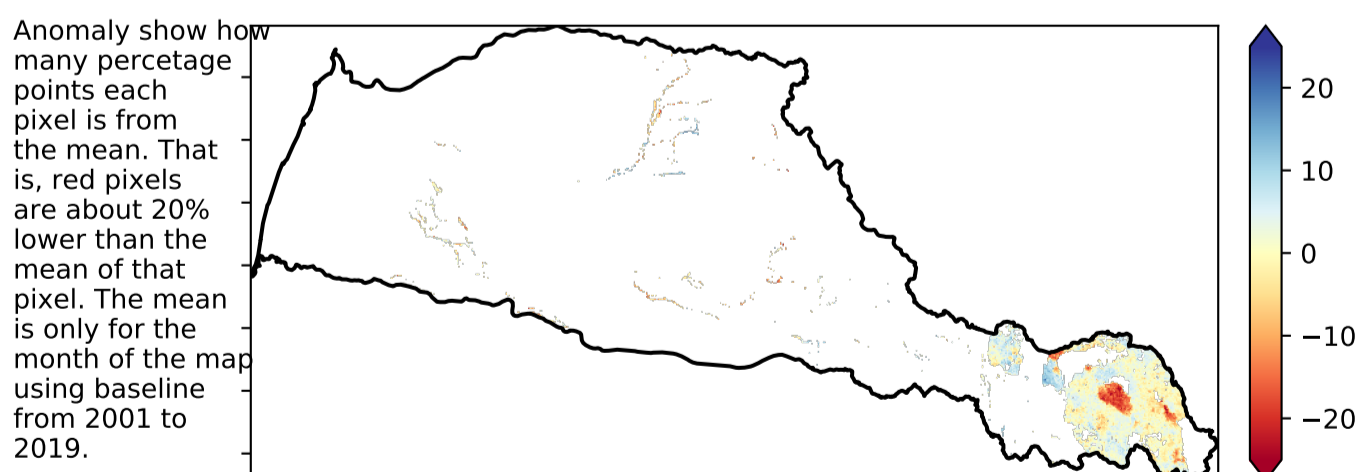 Anomaly show how
many percetage
points each
pixel is from
the mean. That
is, red pixels
are about 20%
lower than the
mean of that
pixel. The mean
is only for the
month of the map
using baseline
from 2001 to
2019.
20
10
0
−10
−20